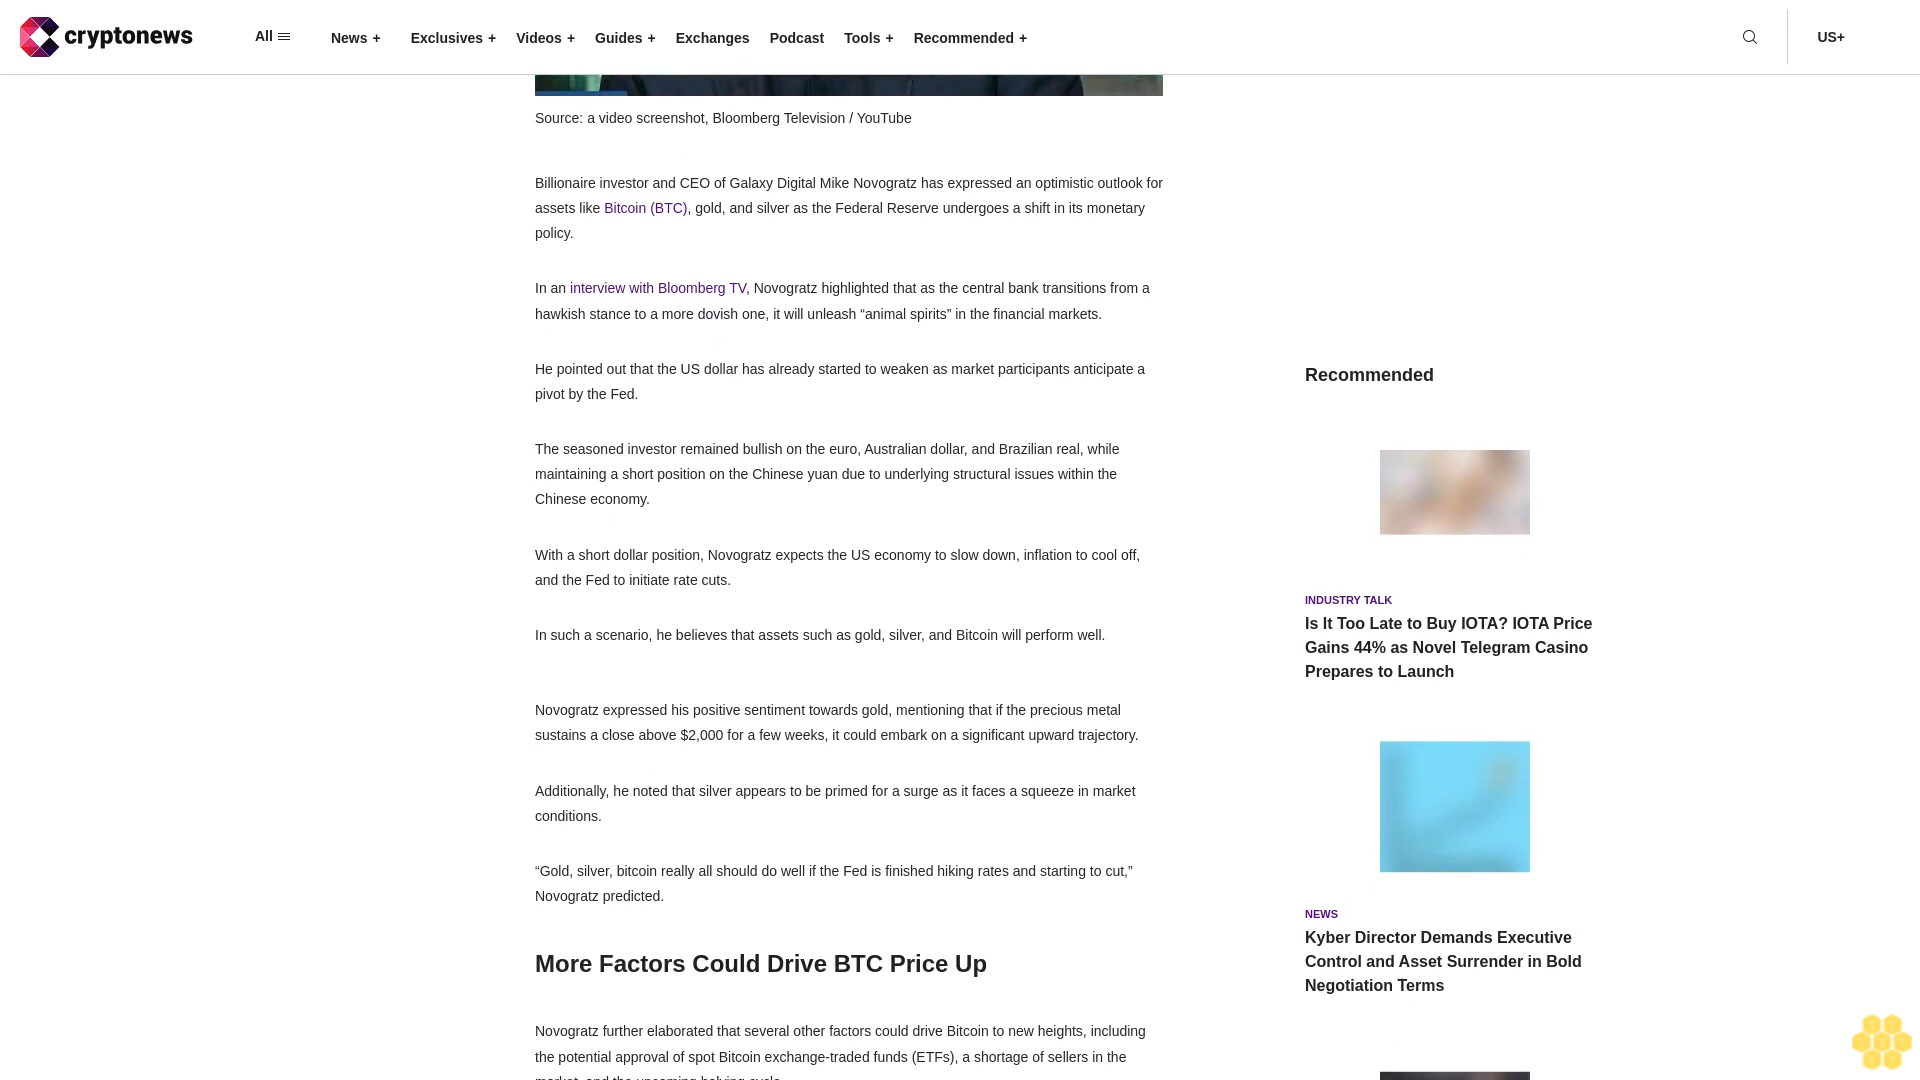 cryptonews
All
News +
Exclusives +
Videos +
Guides +
Exchanges
Podcast
Tools +
Recommended +
US+
Source: a video screenshot, Bloomberg Television / YouTube
Billionaire investor and CEO of Galaxy Digital Mike Novogratz has expressed an optimistic outlook for
assets like Bitcoin (BTC), gold, and silver as the Federal Reserve undergoes a shift in its monetary
policy.
In an interview with Bloomberg TV, Novogratz highlighted that as the central bank transitions from a
hawkish stance to a more dovish one, it will unleash “animal spirits” in the financial markets.
He pointed out that the US dollar has already started to weaken as market participants anticipate a
pivot by the Fed.
The seasoned investor remained bullish on the euro, Australian dollar, and Brazilian real, while
maintaining a short position on the Chinese yuan due to underlying structural issues within the
Chinese economy.
With a short dollar position, Novogratz expects the US economy to slow down, inflation to cool off,
and the Fed to initiate rate cuts.
In such a scenario, he believes that assets such as gold, silver, and Bitcoin will perform well.
Novogratz expressed his positive sentiment towards gold, mentioning that if the precious metal
sustains a close above $2,000 for a few weeks, it could embark on a significant upward trajectory.
Additionally, he noted that silver appears to be primed for a surge as it faces a squeeze in market
conditions.
“Gold, silver, bitcoin really all should do well if the Fed is finished hiking rates and starting to cut,”
Novogratz predicted.
More Factors Could Drive BTC Price Up
Novogratz further elaborated that several other factors could drive Bitcoin to new heights, including
the potential approval of spot Bitcoin exchange-traded funds (ETFs), a shortage of sellers in the
market, and the upcoming halving cycle.
Recommended
INDUSTRY TALK
Is It Too Late to Buy IOTA? IOTA Price
Gains 44% as Novel Telegram Casino
Prepares to Launch
NEWS
Kyber Director Demands Executive
Control and Asset Surrender in Bold
Negotiation Terms